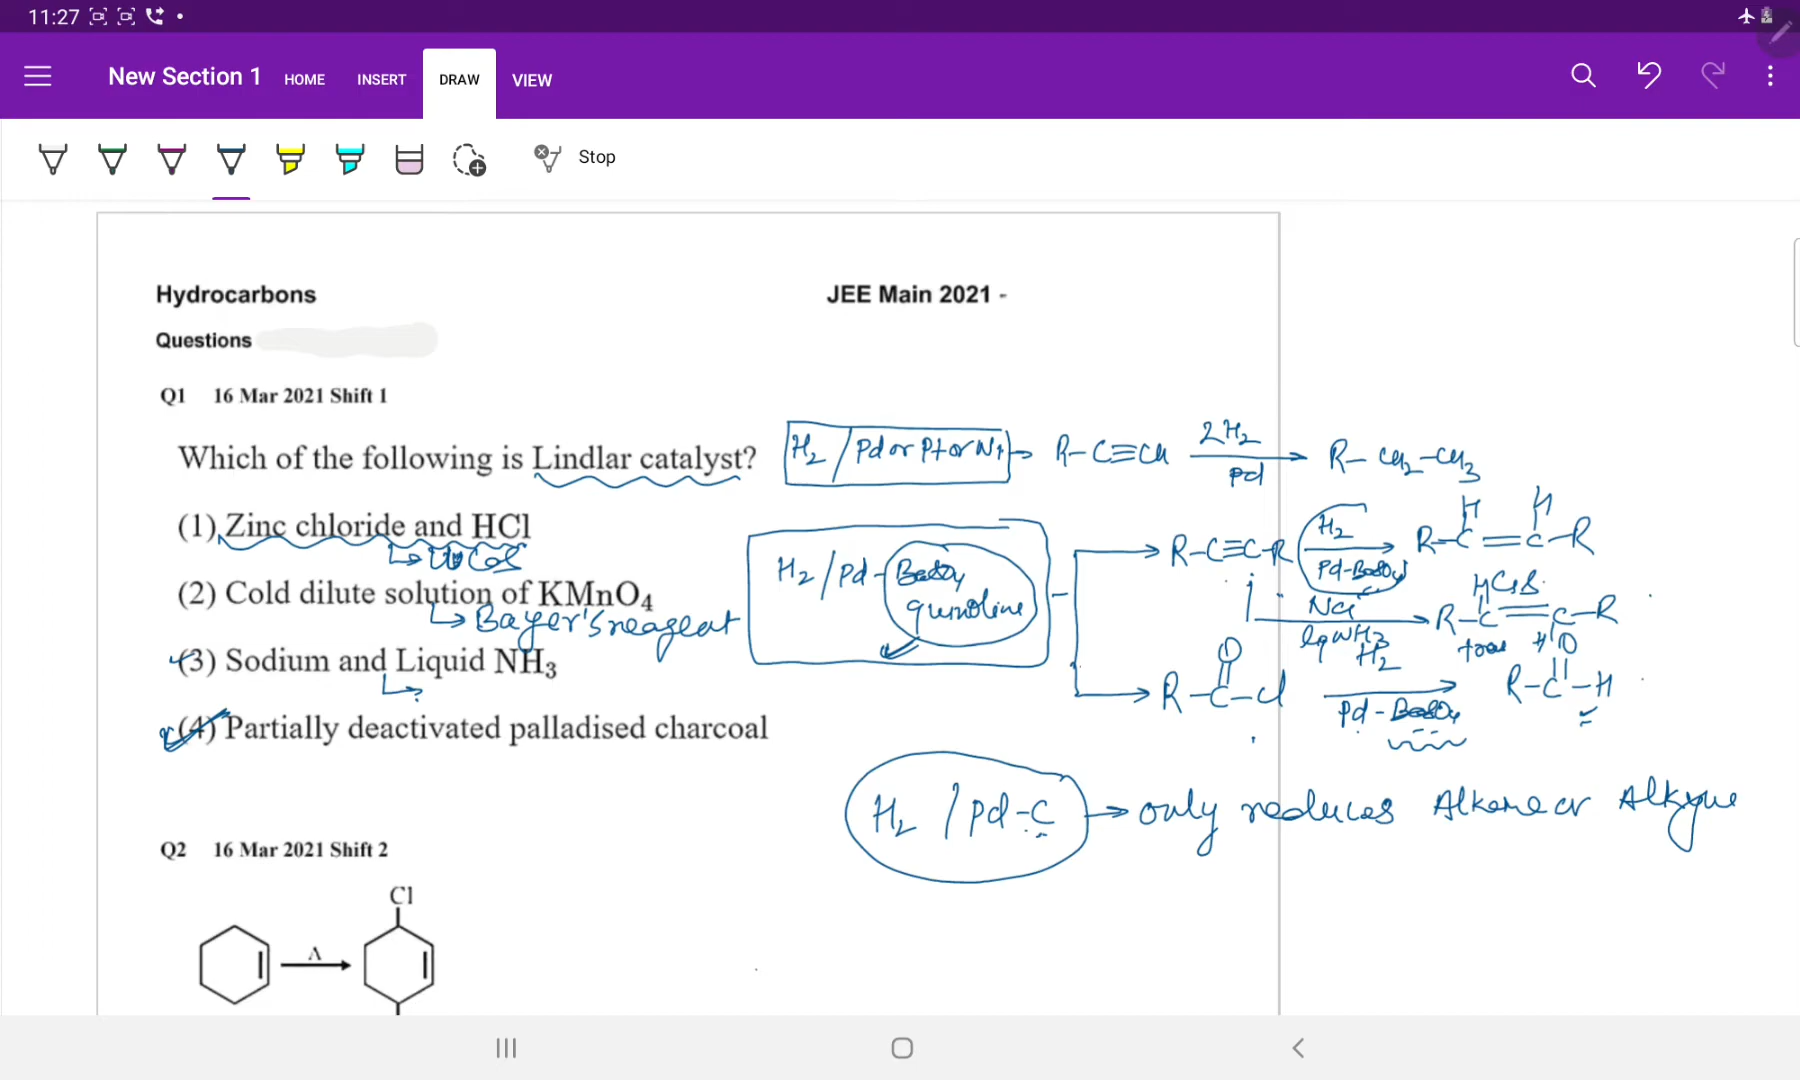 11:27
New Section 1 HOME INSERT DRAW VIEW
Stop
Hydrocarbons JEE Main 2021 -
Questions
Q1 16 Mar 2021 Shift 1
Which of the following is Lindlar catalyst?
(1) Zinc chloride and HCl
(2) Cold dilute solution of KMnO4
Bayer's reagent
(3) Sodium and Liquid NH3
(4) Partially deactivated palladised charcoal
H2 / Pd or Pt or Ni → R-C≡CH 2H2 Pd → R-CH2-CH3
H2/Pd-BaSO4
quinoline
R-C≡C-R H2 Pd-BaSO4 → R-C=C-R
H H
Cis
Na
liq NH3
R-C=C-R
H
H
trans
R-C-Cl
O
H2
Pd-BaSO4
R-C-H
O
H2 / Pd-C → only reduces Alkene or Alkyne
Q2 16 Mar 2021 Shift 2
Cl
Δ